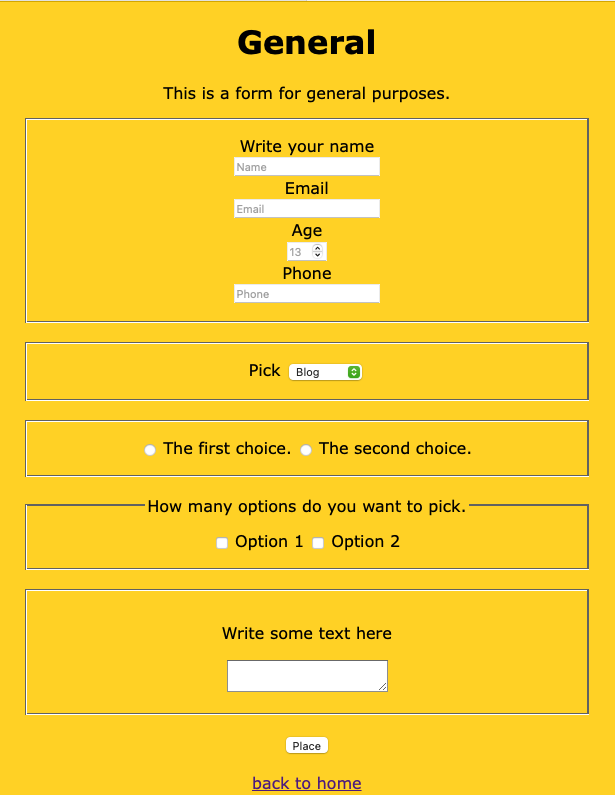 General
This is a form for general purposes.
Write your name
Name
Email
Email
Age
13
Phone
Phone
Pick Blog
The first choice. The second choice.
How many options do you want to pick.
Option 1 Option 2
Write some text here
Place
back to home